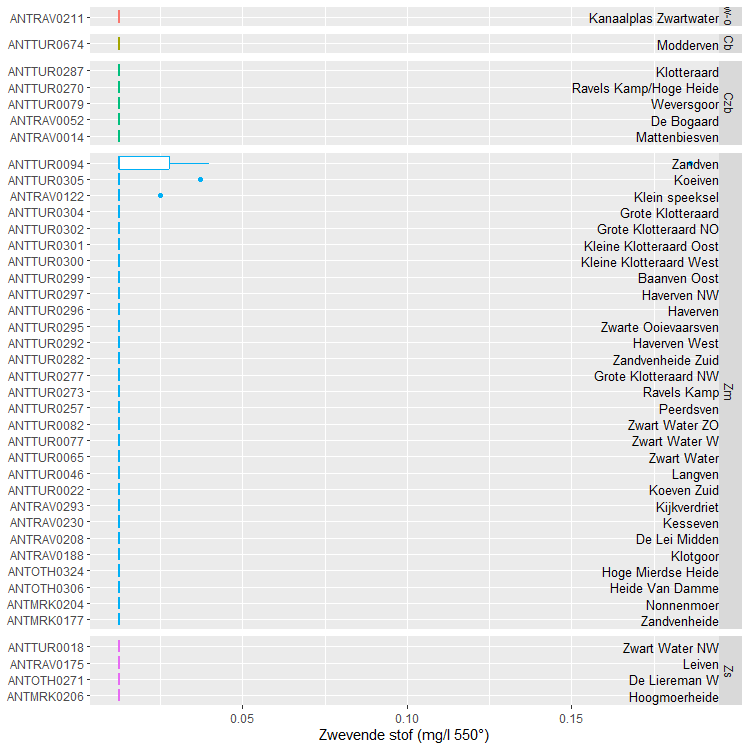 ANTRAV0211 Kanaalplas Zwartwater
ANTTUR0674 Modderven Cb
ANTTUR0287 Klotteraard
ANTTUR0270 Ravels Kamp/Hoge Heide
ANTTUR0079 Weversgoor
ANTRAV0052 De Bogaard
ANTRAV0014 Mattenbiesven
Czb
ANTTUR0094 Zandven
ANTTUR0305 Koeiven
ANTRAV0122 Klein speeksel
ANTTUR0304 Grote Klotteraard
ANTTUR0302 Grote Klotteraard NO
ANTTUR0301 Kleine Klotteraard Oost
ANTTUR0300 Kleine Klotteraard West
ANTTUR0299 Baanven Oost
ANTTUR0297 Haverven NW
ANTTUR0296 Haverven
ANTTUR0295 Zwarte Ooievaarsven
ANTTUR0292 Haverven West
ANTTUR0282 Zandvenheide Zuid
ANTTUR0277 Grote Klotteraard NW
ANTTUR0273 Ravels Kamp
ANTTUR0257 Peerdsven
ANTTUR0082 Zwart Water ZO
ANTTUR0077 Zwart Water W
ANTTUR0065 Zwart Water
ANTTUR0046 Langven
ANTTUR0022 Koeven Zuid
ANTRAV0293 Kijkverdriet
ANTRAV0230 Kesseven
ANTRAV0208 De Lei Midden
ANTRAV0188 Klotgoor
ANTOTH0324 Hoge Mierdse Heide
ANTOTH0306 Heide Van Damme
ANTMRK0204 Nonnenmoer
ANTMRK0177 Zandvenheide
Zm
ANTTUR0018 Zwart Water NW
ANTRAV0175 Leiven
ANTOTH0271 De Liereman W
ANTMRK0206 Hoogmoerheide
Zs
0.05 0.10 0.15
Zwevende stof (mg/l 550°)